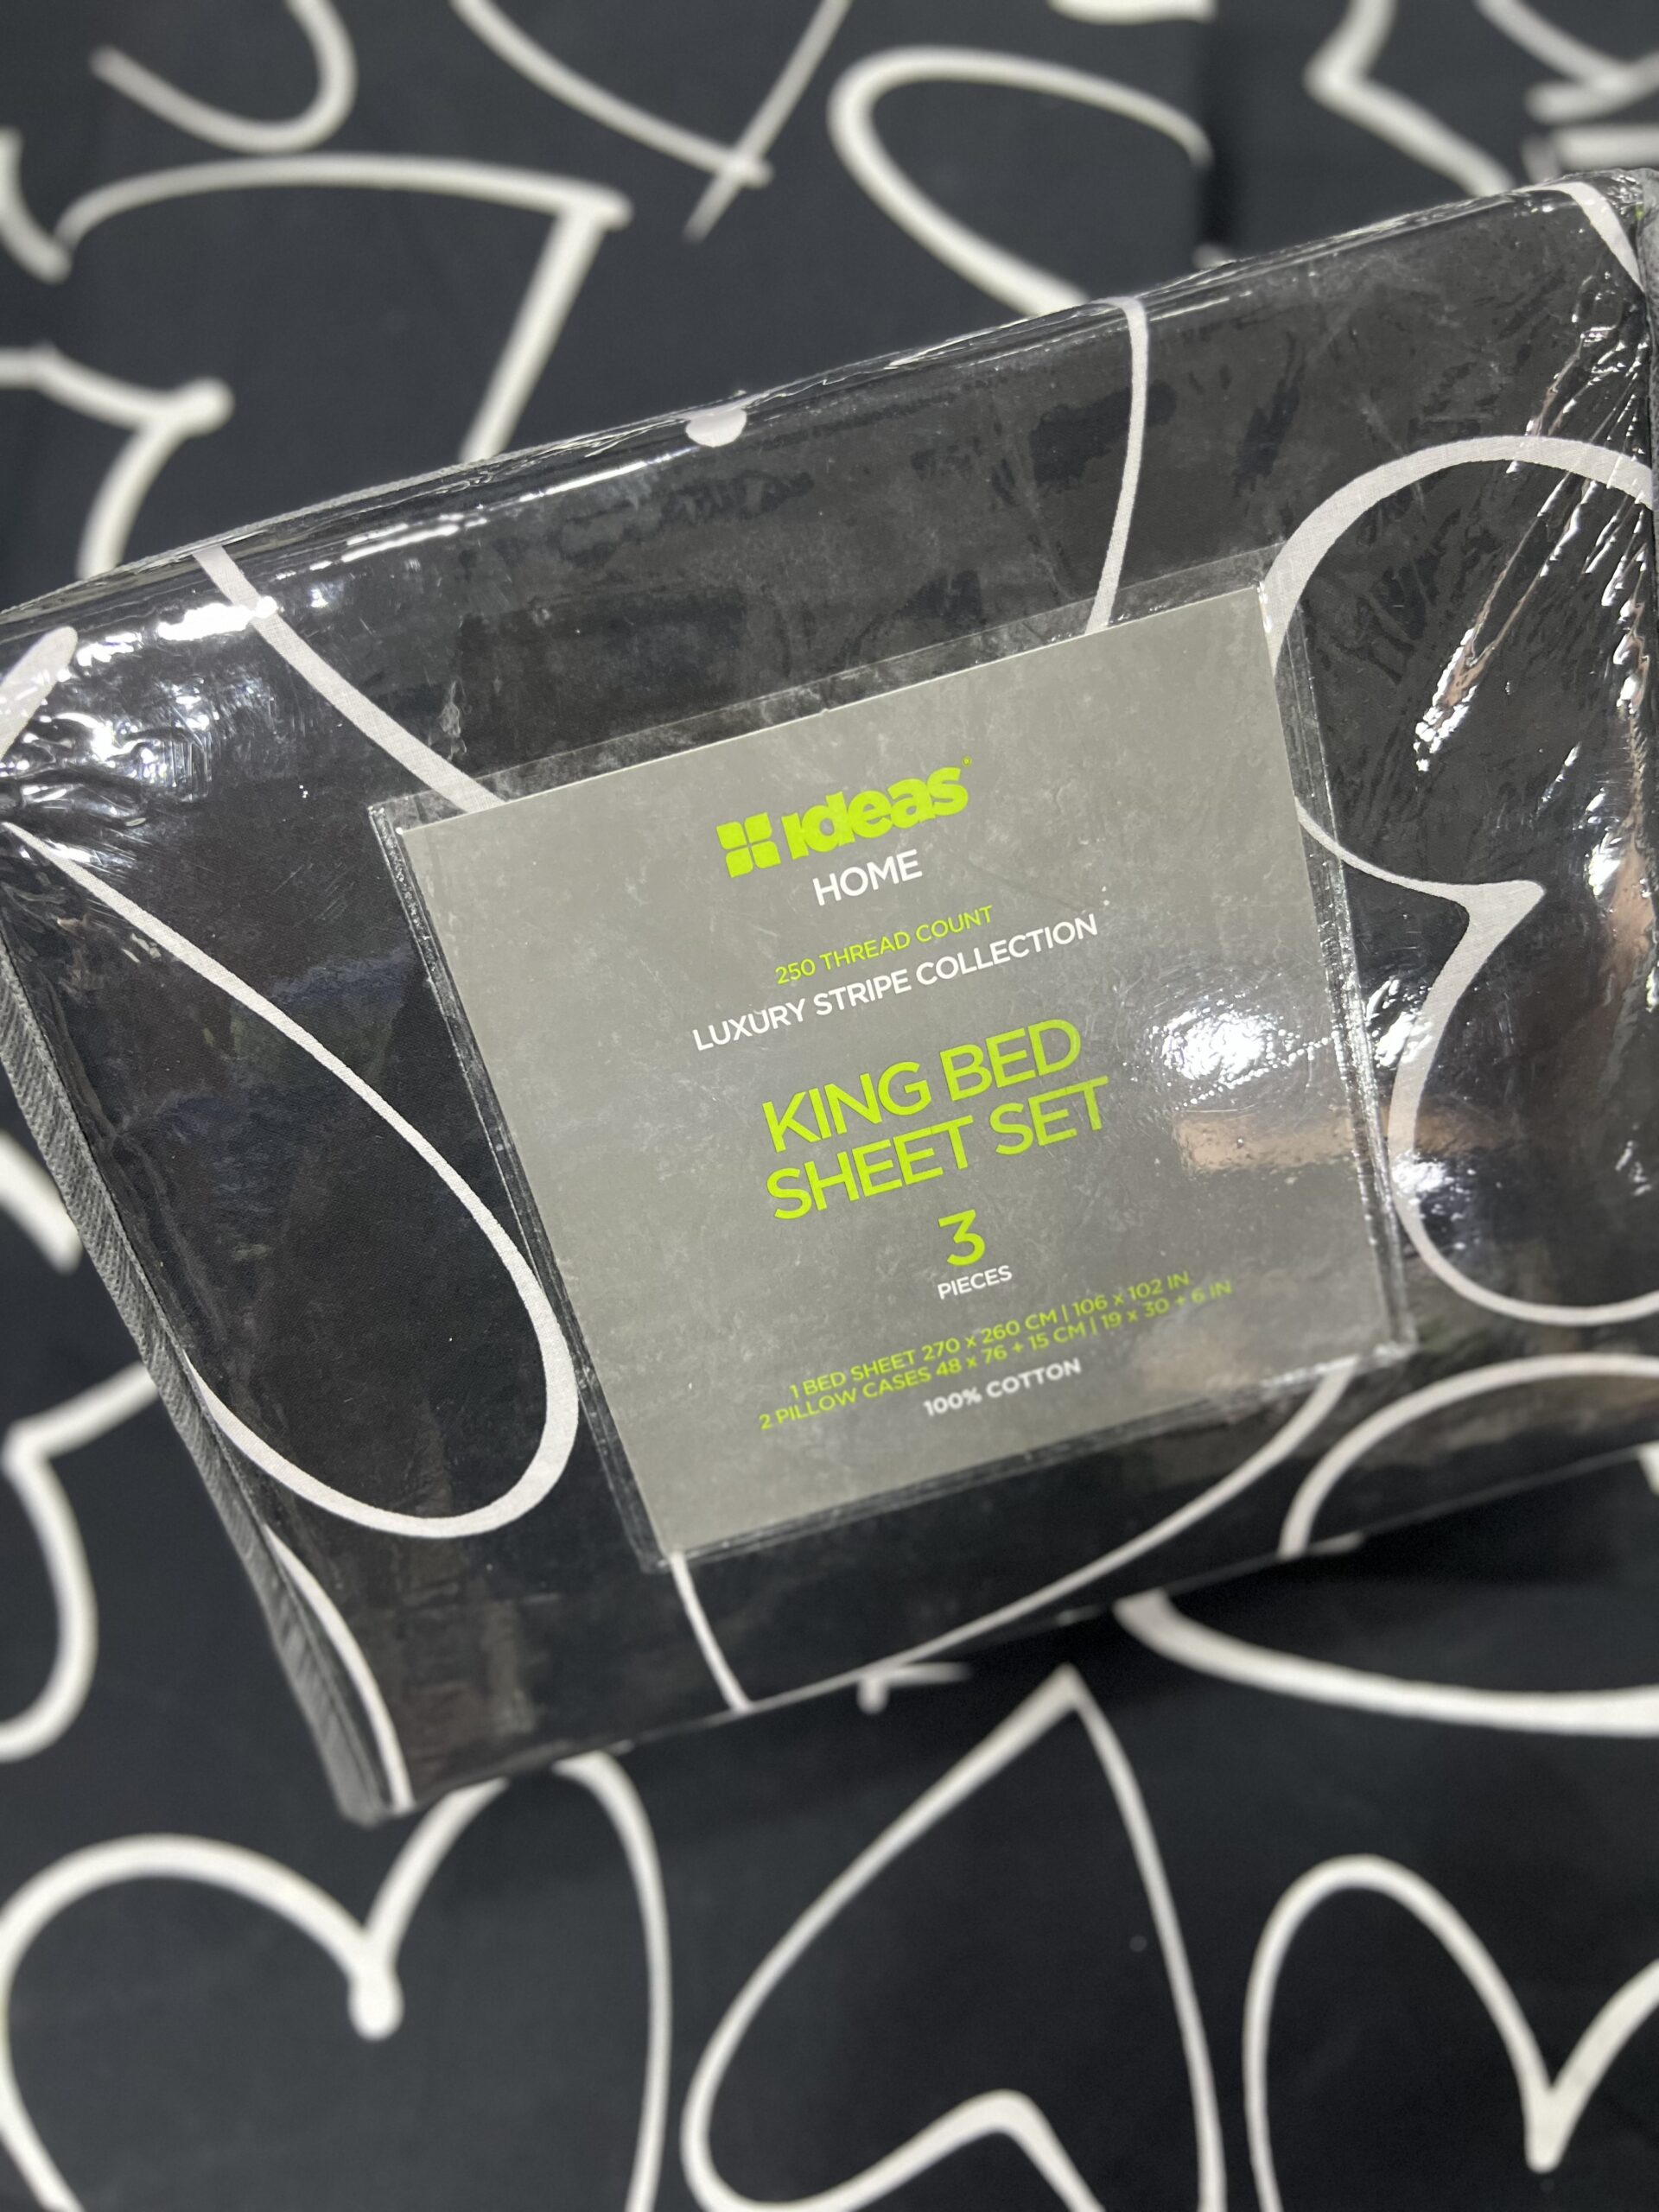 ideas®
HOME
250 THREAD COUNT
LUXURY STRIPE COLLECTION
KING BED
SHEET SET
3
PIECES
1 BED SHEET 270 x 260 CM | 106 x 102 IN
2 PILLOW CASES 48 x 76 + 15 CM | 19 x 30 + 6 IN
100% COTTON